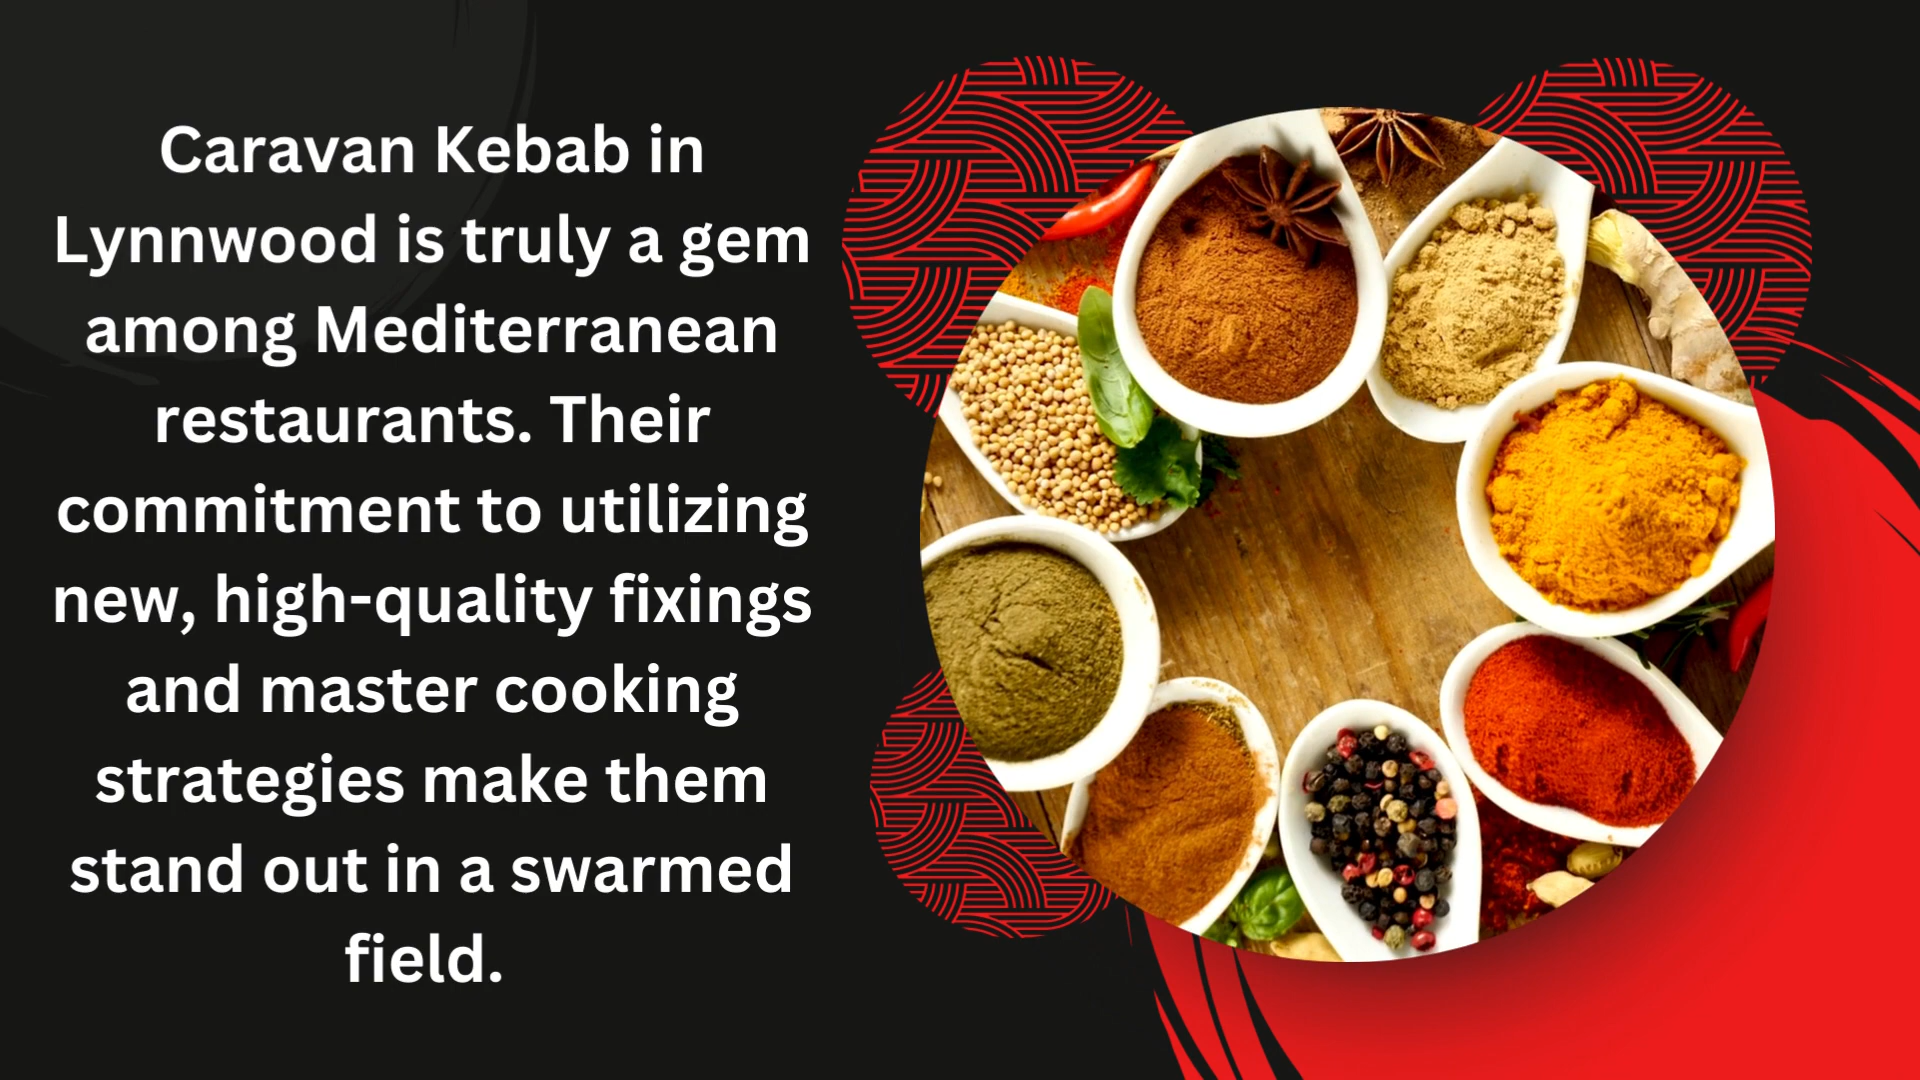 Caravan Kebab in
Lynnwood is truly a gem
among Mediterranean
restaurants. Their
commitment to utilizing
new, high-quality fixings
and master cooking
strategies make them
stand out in a swarmed
field.